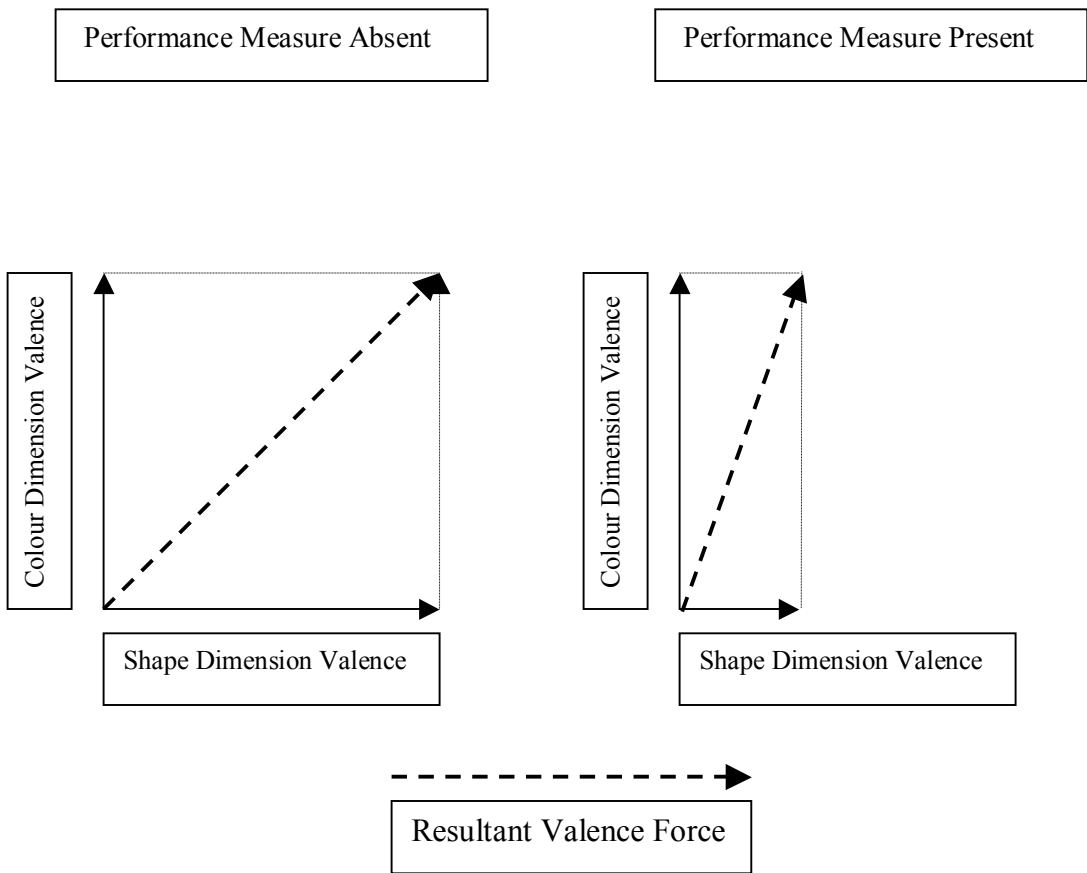 Performance Measure Absent
Performance Measure Present
Colour Dimension Valence
Colour Dimension Valence
Shape Dimension Valence
Shape Dimension Valence
Resultant Valence Force